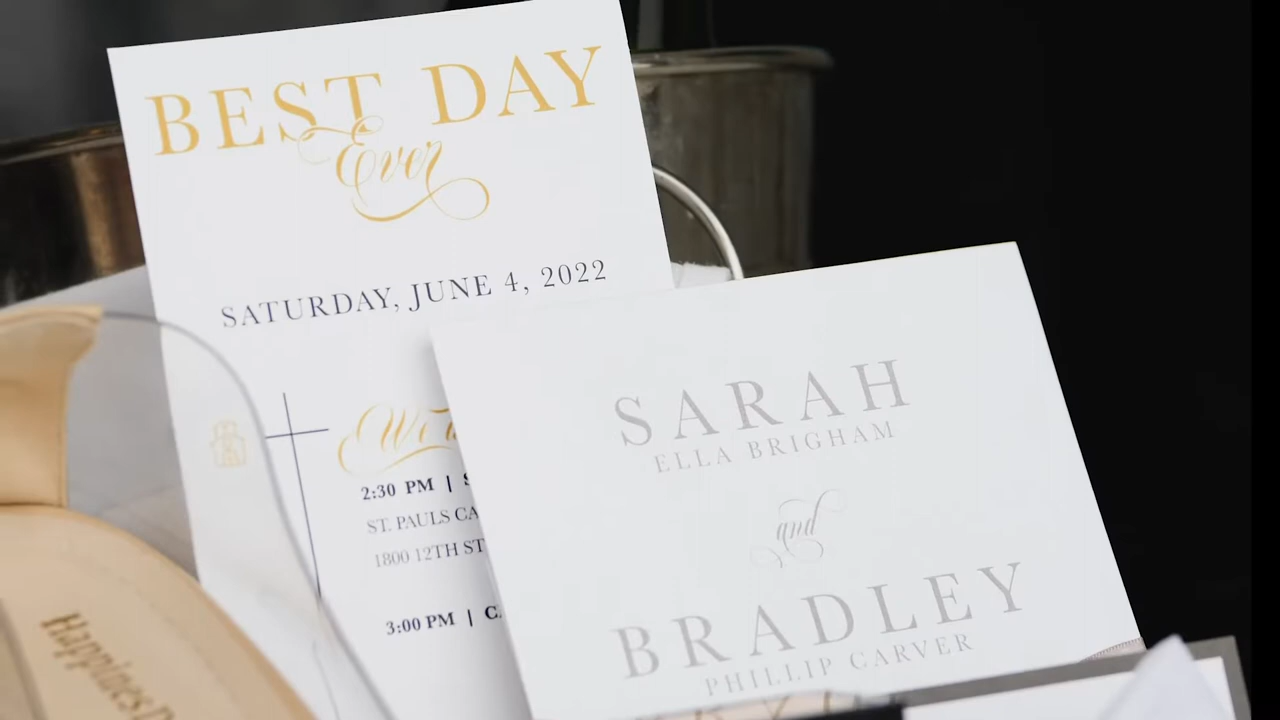 BEST DAY
Ever
SATURDAY, JUNE 4, 2022
2:30 PM |
ST. PAULS
1800 12TH ST
3:00 PM |
SARAH
ELLA BRIGHAM
and
BRADLEY
PHILLIP CARVER